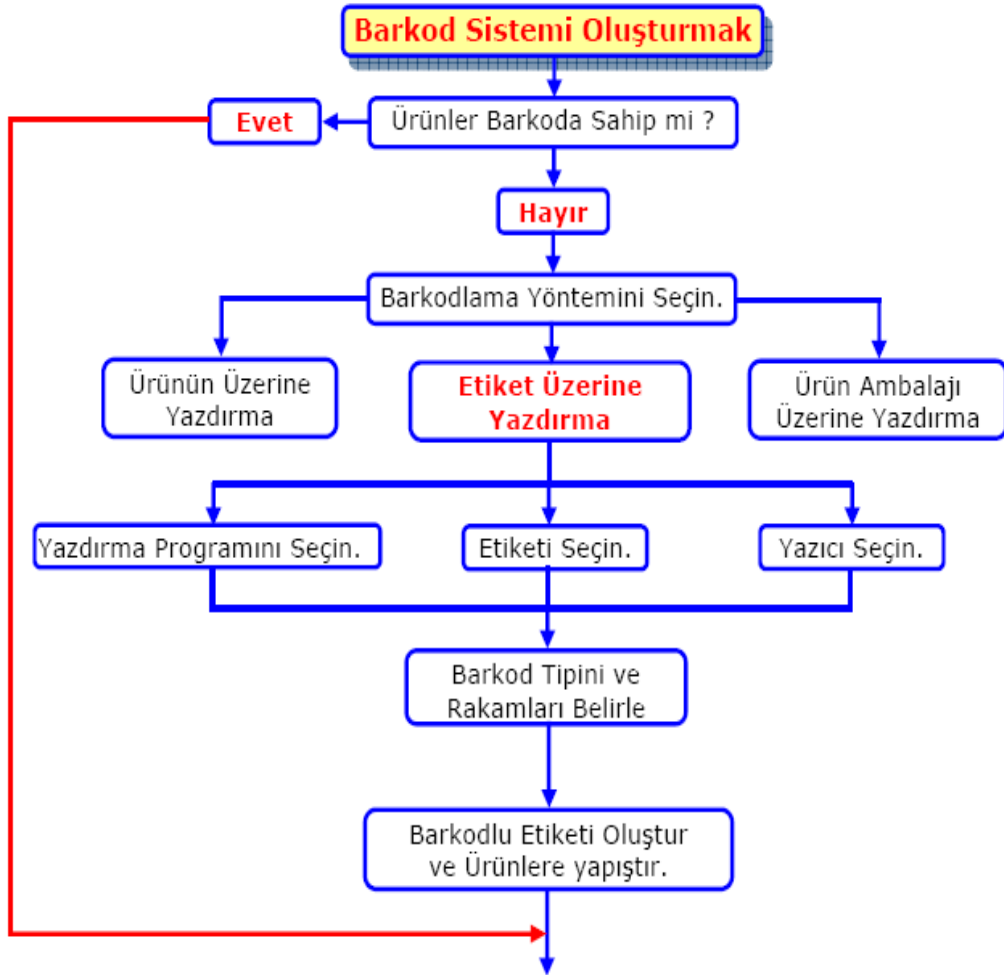 Barkod Sistemi Oluşturmak
Evet
Ürünler Barkoda Sahip mi ?
Hayır
Barkodlama Yöntemini Seçin.
Ürünün Üzerine
Yazdırma
Etiket Üzerine
Yazdırma
Ürün Ambalajı
Üzerine Yazdırma
Yazdırma Programını Seçin.
Etiketi Seçin.
Yazıcı Seçin.
Barkod Tipini ve
Rakamları Belirle
Barkodlu Etiketi Oluştur
ve Ürünlere yapıştır.